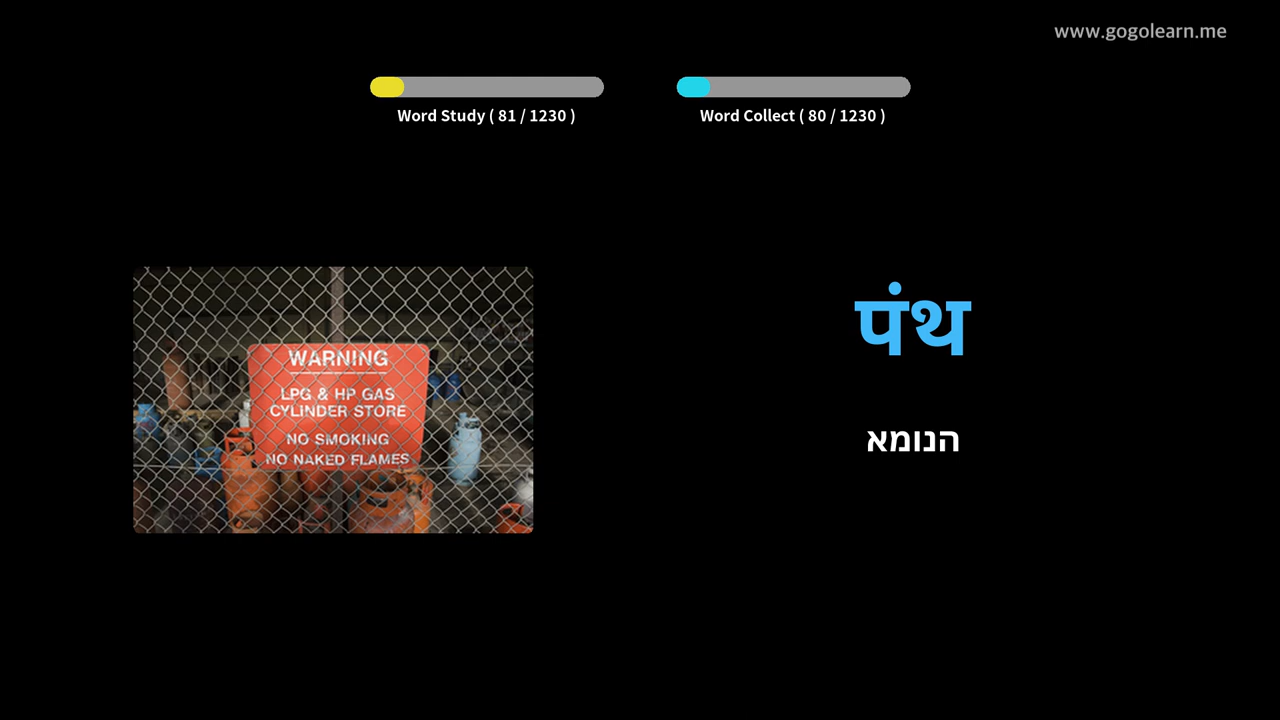 www.gogolearn.me
Word Study ( 81 / 1230 )
Word Collect ( 80 / 1230 )
WARNING
LPG & HP GAS
CYLINDER STORE
NO SMOKING
NO NAKED FLAMES
पंथ
הנומא